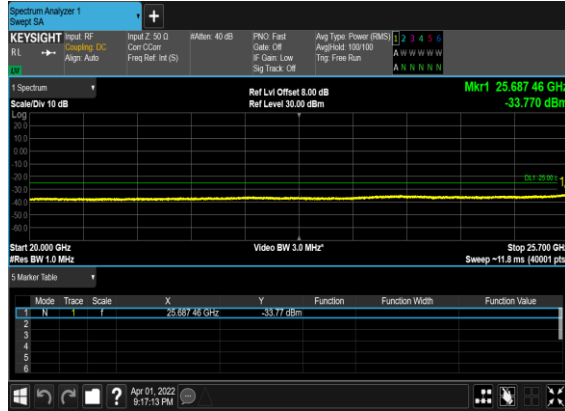 Spectrum Analyzer 1
Swept SA
+
KEYSIGHT Input: RF Input Z: 50 Ω #Atten: 40 dB PNO: Fast Avg Type: Power (RMS) 1 2 3 4 5 6
RL Coupling: DC Corr CCorr Gate: Off Avg|Hold: 100/100 A W W W W W
Align: Auto Freq Ref: Int (S) IF Gain: Low Trig: Free Run
Sig Track: Off A N N N N N
1 Spectrum Ref Lvl Offset 8.00 dB Mkr1 25.687 46 GHz
Scale/Div 10 dB Ref Level 30.00 dBm -33.770 dBm
Log
20.0
10.0
0.00
-10.0
-20.0 DL1 -25.00
1
-30.0
-40.0
-50.0
-60.0
Start 20.000 GHz Video BW 3.0 MHz* Stop 25.700 GH
#Res BW 1.0 MHz Sweep ~11.8 ms (40001 pts
5 Marker Table
Mode Trace Scale X Y Function Function Width Function Value
1 N 1 f 25.687 46 GHz -33.77 dBm
2
3
4
5
6
? Apr 01, 2022
9:17:13 PM